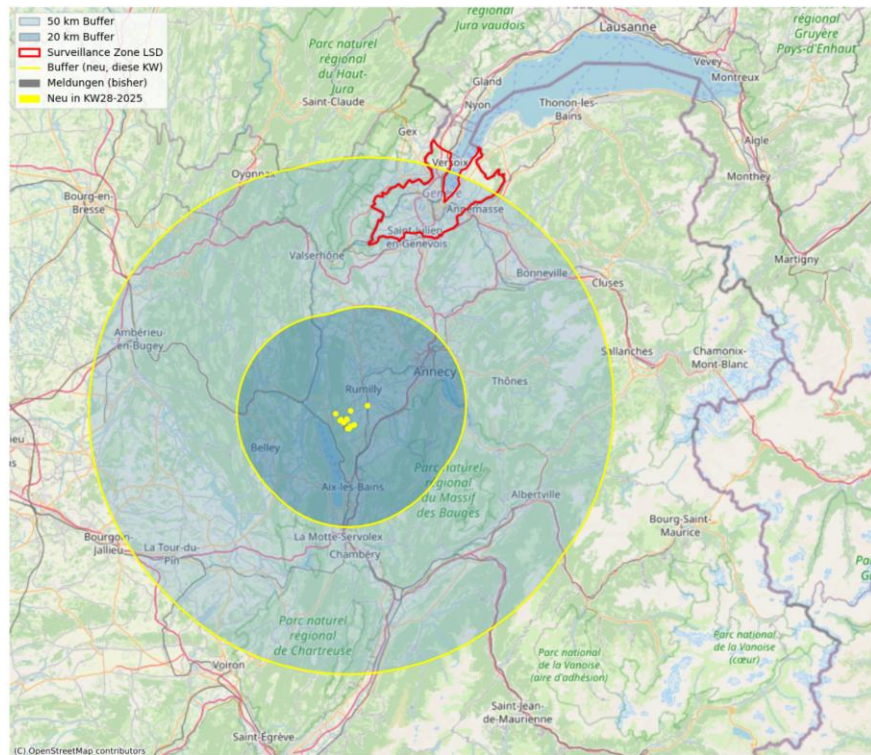 50 km Buffer
20 km Buffer
Surveillance Zone LSD
Buffer (neu, diese KW)
Meldungen (bisher)
Neu in KW28-2025
Jura vaudois
Lausanne
régional
Gruyère
Pays-d'Enhaut
Parc naturel
régional
du Haut-
Jura
Vevey
Montreux
Gland
Nyon
Saint-Claude
Thonon-les-
Bains
Gex
Aigle
Versoix
Monthey
Oyonnax
Genève
Annemasse
Bourg-en-
Bresse
Saint-Julien-
en-Genevois
Martigny
Valserhône
Bonneville
Cluses
Ambérieu-
en-Bugey
Sallanches
Chamonix-
Mont-Blanc
Annecy
Thônes
Rumilly
Belley
Parc naturel
régional
du Massif
des Bauges
Aix-les-Bains
Albertville
Bourg-Saint-
Maurice
Bourgoin-
Jallieu
La Tour-du-
Pin
La Motte-Servolex
Chambéry
Parc naturel
régional
de Chartreuse
Parc national
de la Vanoise
(aire d'adhésion)
Parc national
de la Vanoise
(cœur)
Voiron
Saint-Jean-
de-Maurienne
Saint-Égrève
(C) OpenStreetMap contributors